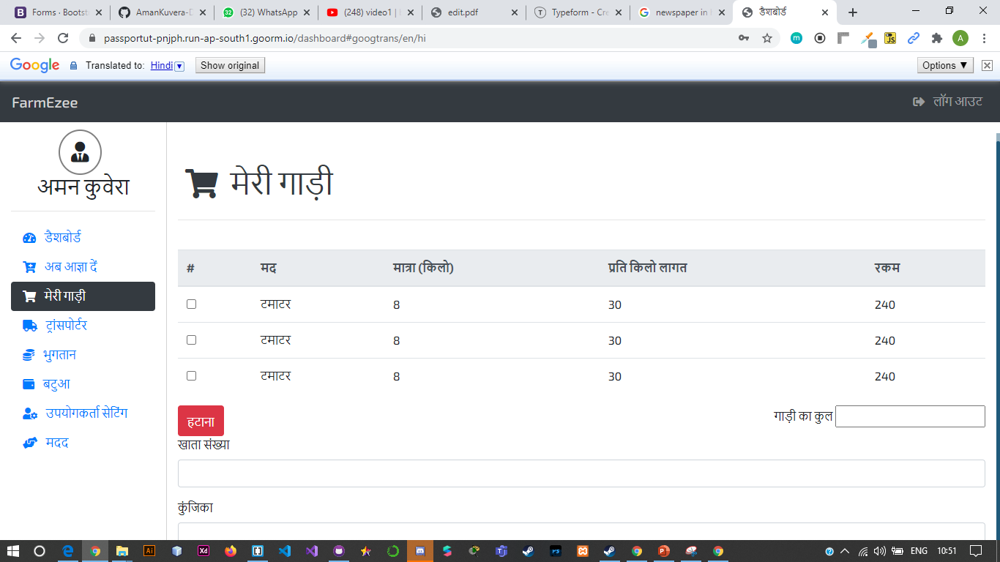 Forms · Bootst
AmanKuvera-D
(32) WhatsApp
(248) video1 |
edit.pdf
Typeform - Cre
newspaper in
डैशबोर्ड
passportut-pnjph.run-ap-south1.goorm.io/dashboard#googtrans/en/hi
A
Google Translated to: Hindi Show original Options ▼
FarmEzee लॉग आउट
अमन कुवेरा
डैशबोर्ड
अब आज्ञा दें
मेरी गाड़ी
ट्रांसपोर्टर
भुगतान
बटुआ
उपयोगकर्ता सेटिंग
मदद
मेरी गाड़ी
# मद मात्रा (किलो) प्रति किलो लागत रकम
टमाटर 8 30 240
टमाटर 8 30 240
टमाटर 8 30 240
हटाना गाड़ी का कुल
खाता संख्या
कुंजिका
ENG 10:51